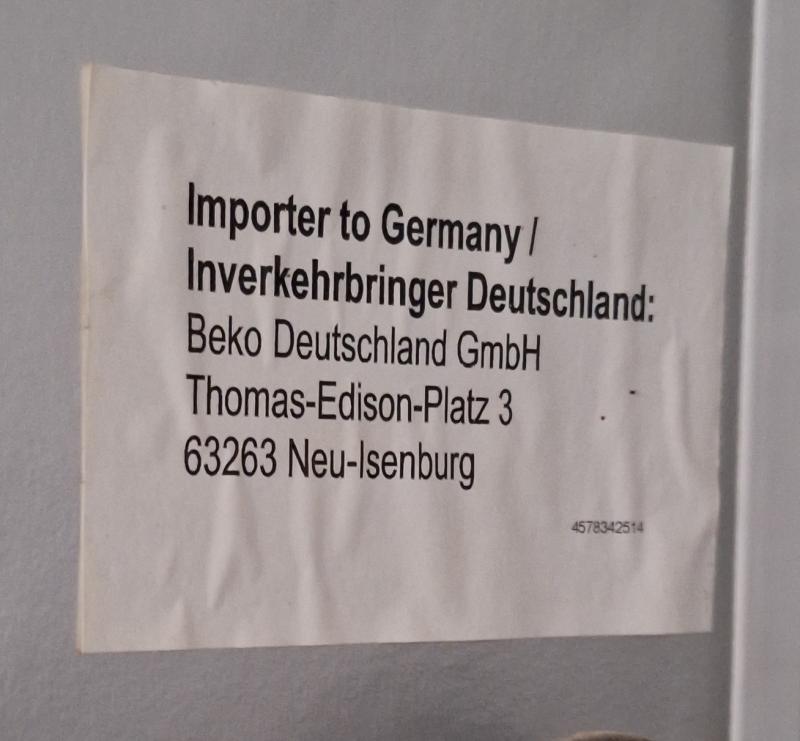 Importer to Germany /
Inverkehrbringer Deutschland:
Beko Deutschland GmbH
Thomas-Edison-Platz 3
63263 Neu-Isenburg
4578342514